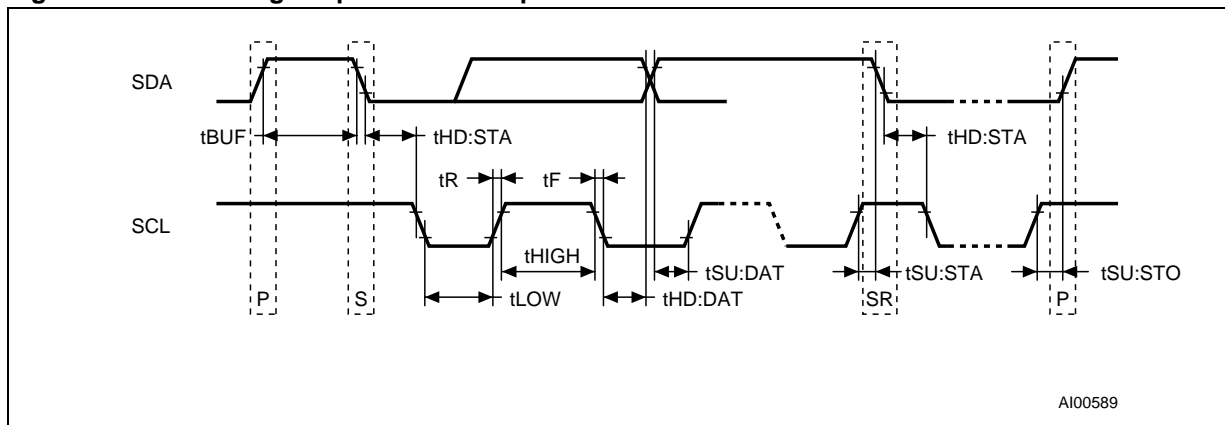 SDA
tBUF
tHD:STA
tHD:STA
tR
tF
SCL
tHIGH
tSU:DAT
tSU:STA
tSU:STO
P
S
tLOW
tHD:DAT
SR
P
AI00589